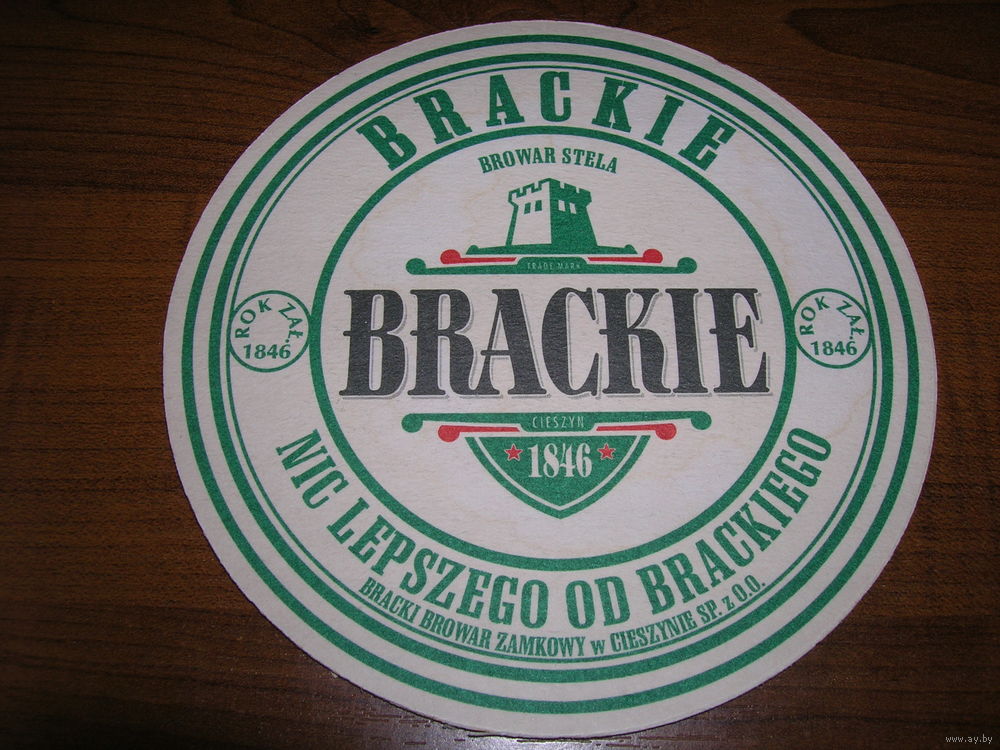 BRACKIE
BROWAR STELA
TRADE MARK
BRACKIE
ROK ZAŁ.
1846
ROK ZAŁ.
1846
CIESZYN
1846
NIC LEPSZEGO OD BRACKIEGO
BRACKI BROWAR ZAMKOWY w CIESZYNIE SP. z O.O.
www.ay.by